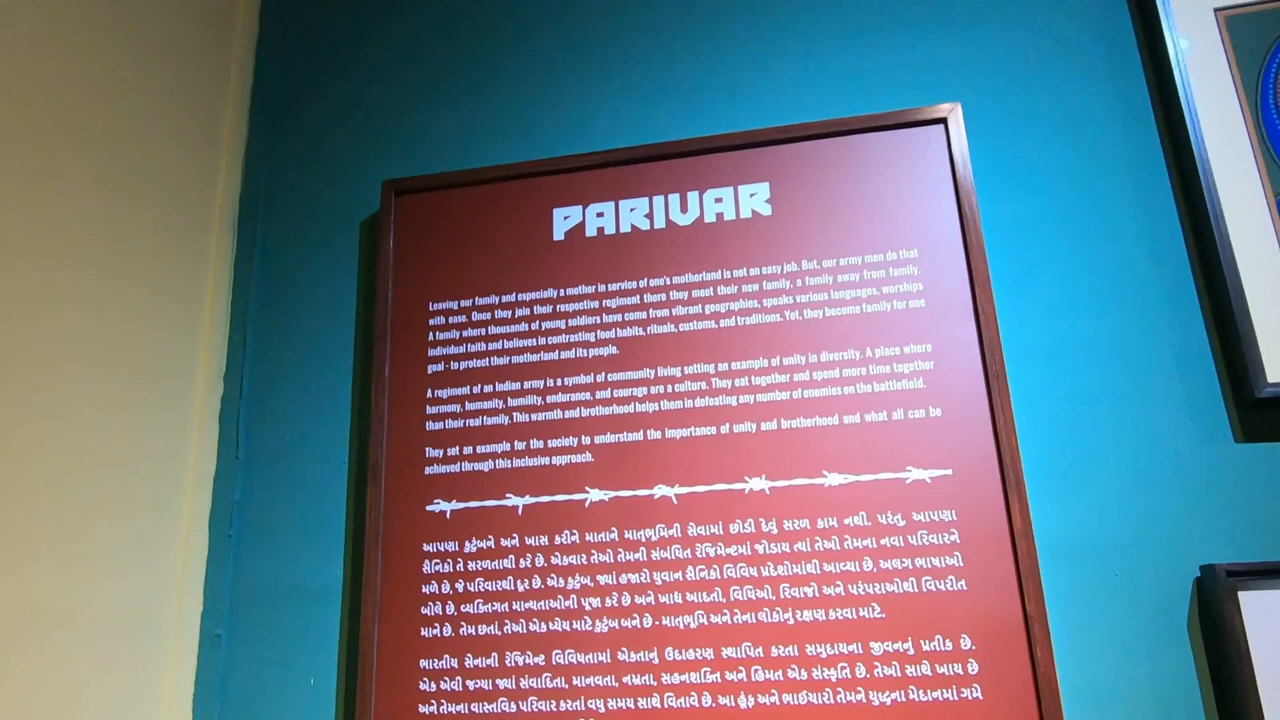 PARIVAR
Leaving our family and especially a mother in service of one's motherland is not an easy job. But, our army men do that
with ease. Once they join their respective regiment there they meet their new family, a family away from family.
A family where thousands of young soldiers have come from vibrant geographies, speaks various languages, worships
individual faith and believes in contrasting food habits, rituals, customs, and traditions. Yet, they become family for one
goal - to protect their motherland and its people.
A regiment of an Indian army is a symbol of community living setting an example of unity in diversity. A place where
harmony, humanity, humility, endurance, and courage are a culture. They eat together and spend more time together
than their real family. This warmth and brotherhood helps them in defeating any number of enemies on the battlefield.
They set an example for the society to understand the importance of unity and brotherhood and what all can be
achieved through this inclusive approach.
આપણા કુટુંબને અને ખાસ કરીને માતાને માતૃભૂમિની સેવામાં છોડી દેવું સરળ કામ નથી. પરંતુ, આપણા
સૈનિકો તે સરળતાથી કરે છે. એકવાર તેઓ તેમની સંબંધિત રેજિમેન્ટમાં જોડાય ત્યાં તેઓ તેમના નવા પરિવારને
મળે છે, જે પરિવારથી દૂર છે. એક કુટુંબ, જ્યાં હજારો યુવાન સૈનિકો વિવિધ પ્રદેશોમાંથી આવ્યા છે, અલગ ભાષાઓ
બોલે છે, વ્યક્તિગત માન્યતાઓની પૂજા કરે છે અને ખાદ્ય આદતો, વિધિઓ, રિવાજો અને પરંપરાઓથી વિપરીત
માને છે. તેમ છતાં, તેઓ એક ધ્યેય માટે કુટુંબ બને છે - માતૃભૂમિ અને તેના લોકોનું રક્ષણ કરવા માટે.
ભારતીય સેનાની રેજિમેન્ટ વિવિધતામાં એકતાનું ઉદાહરણ સ્થાપિત કરતા સમુદાયના જીવનનું પ્રતીક છે.
એક એવી જગ્યા જ્યાં સંવાદિતા, માનવતા, નમ્રતા, સહનશક્તિ અને હિંમત એક સંસ્કૃતિ છે. તેઓ સાથે ખાય છે
અને તેમના વાસ્તવિક પરિવાર કરતાં વધુ સમય સાથે વિતાવે છે. આ હૂંફ અને ભાઈચારો તેમને યુદ્ધના મેદાનમાં ગમે